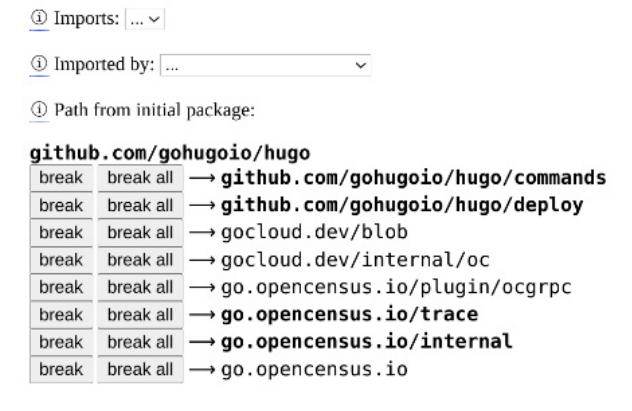 ⓘ Imports: ...
ⓘ Imported by: ...
ⓘ Path from initial package:
github.com/gohugoio/hugo
break break all ⟶ github.com/gohugoio/hugo/commands
break break all ⟶ github.com/gohugoio/hugo/deploy
break break all ⟶ gocloud.dev/blob
break break all ⟶ gocloud.dev/internal/oc
break break all ⟶ go.opencensus.io/plugin/ocgrpc
break break all ⟶ go.opencensus.io/trace
break break all ⟶ go.opencensus.io/internal
break break all ⟶ go.opencensus.io